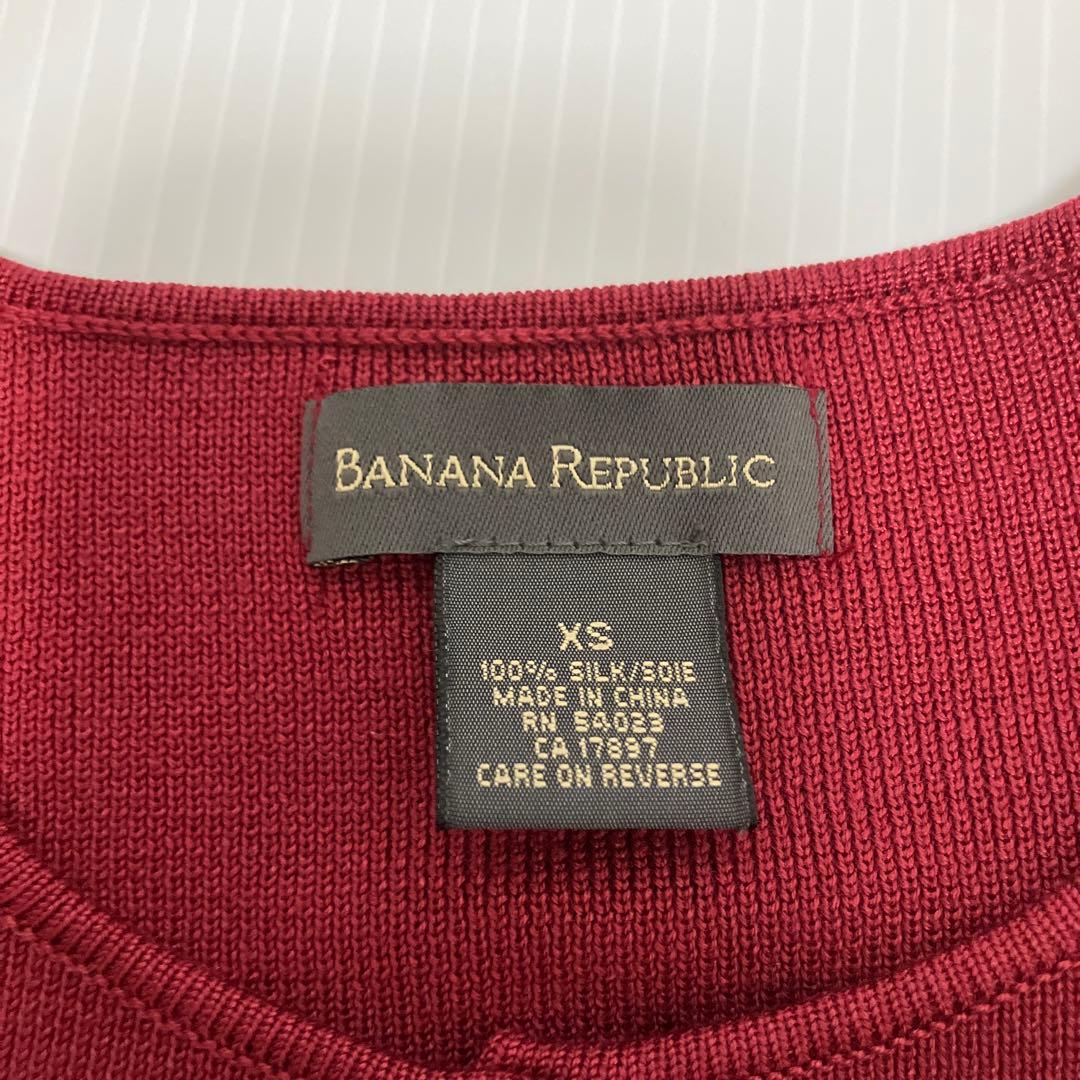 BANANA REPUBLIC
XS
100% SILK/SOIE
MADE IN CHINA
RN 54023
CA 17897
CARE ON REVERSE